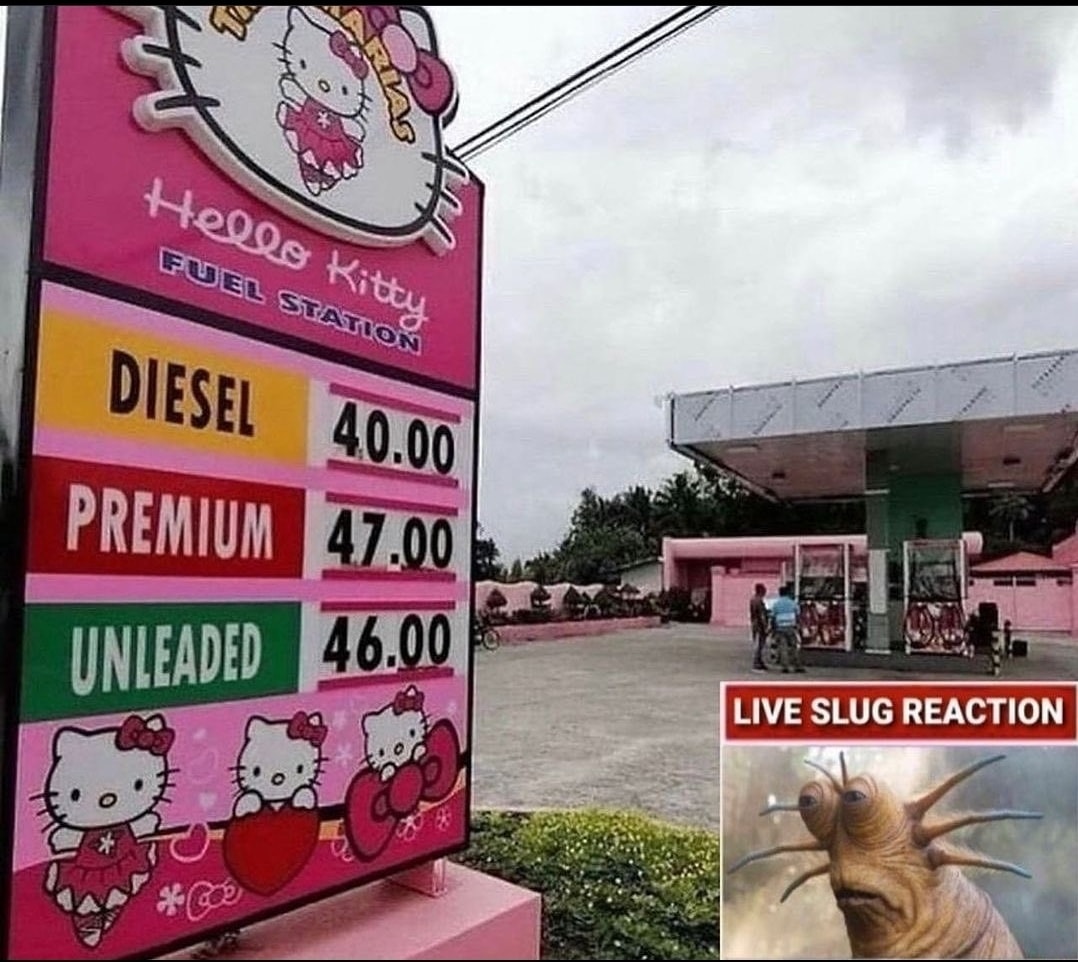 Hello Kitty
FUEL STATION
DIESEL
40.00
PREMIUM
47.00
UNLEADED
46.00
LIVE SLUG REACTION